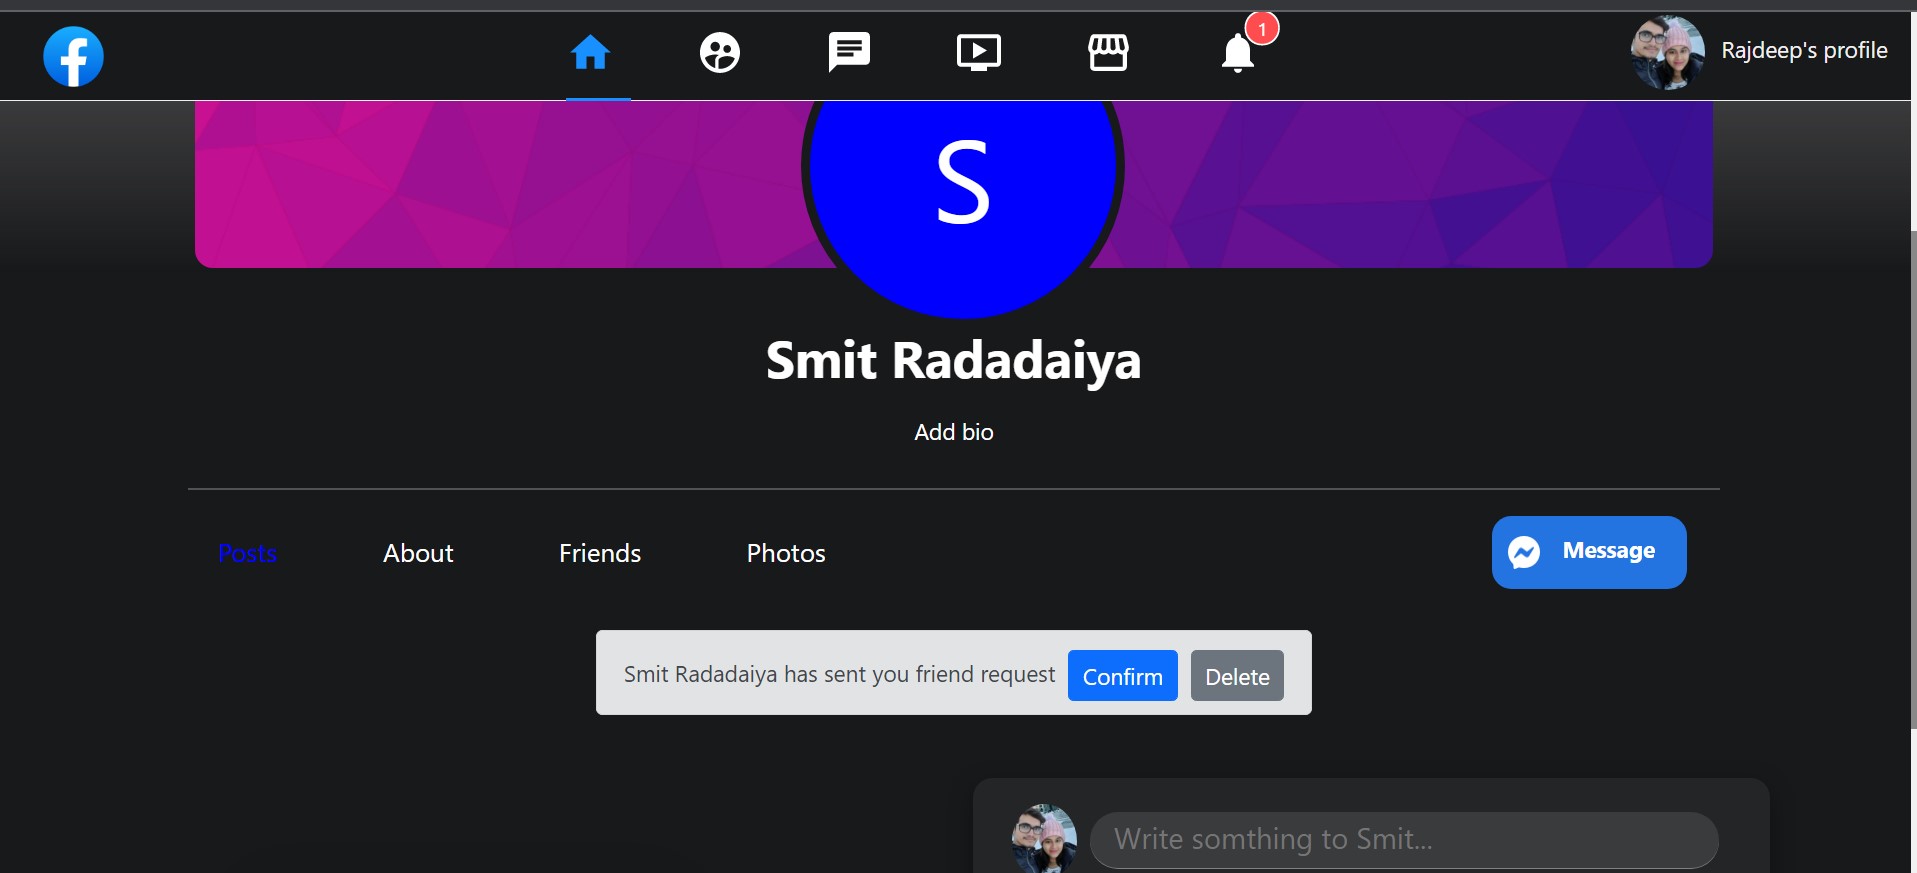 1
Rajdeep's profile
S
Smit Radadaiya
Add bio
Posts About Friends Photos Message
Smit Radadaiya has sent you friend request Confirm Delete
Write somthing to Smit...